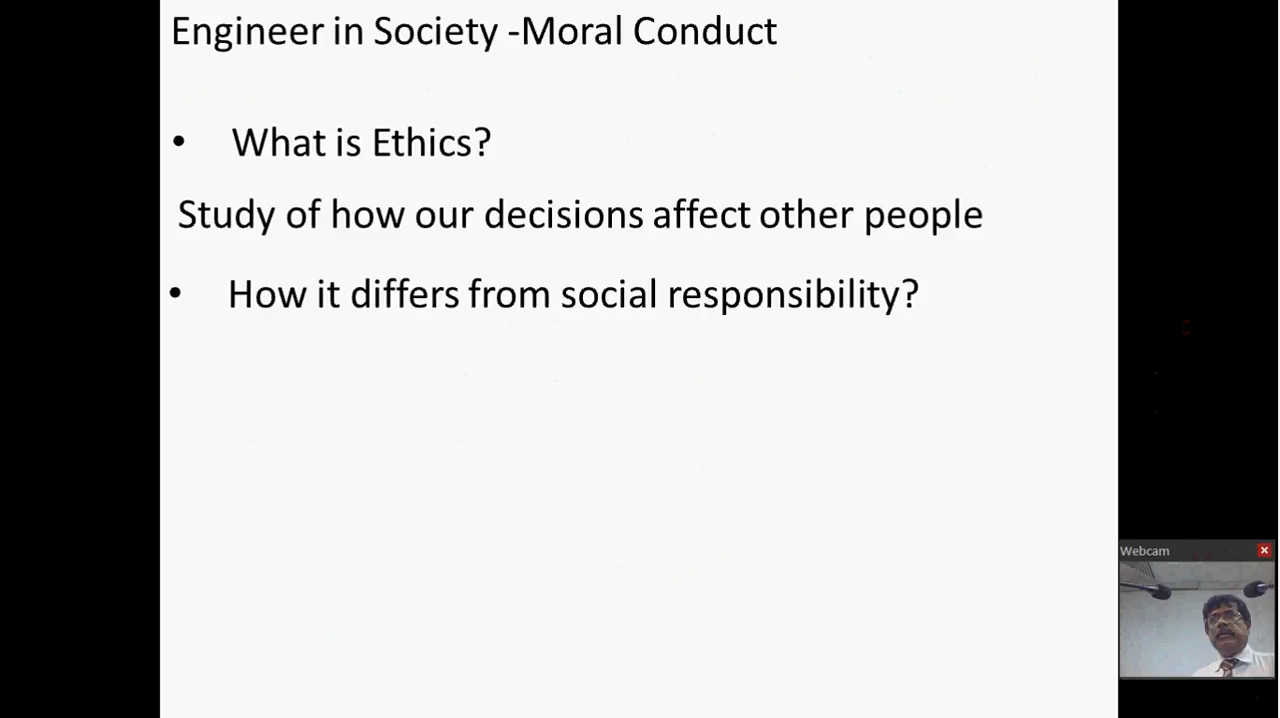 Engineer in Society -Moral Conduct
• What is Ethics?
Study of how our decisions affect other people
• How it differs from social responsibility?
Webcam